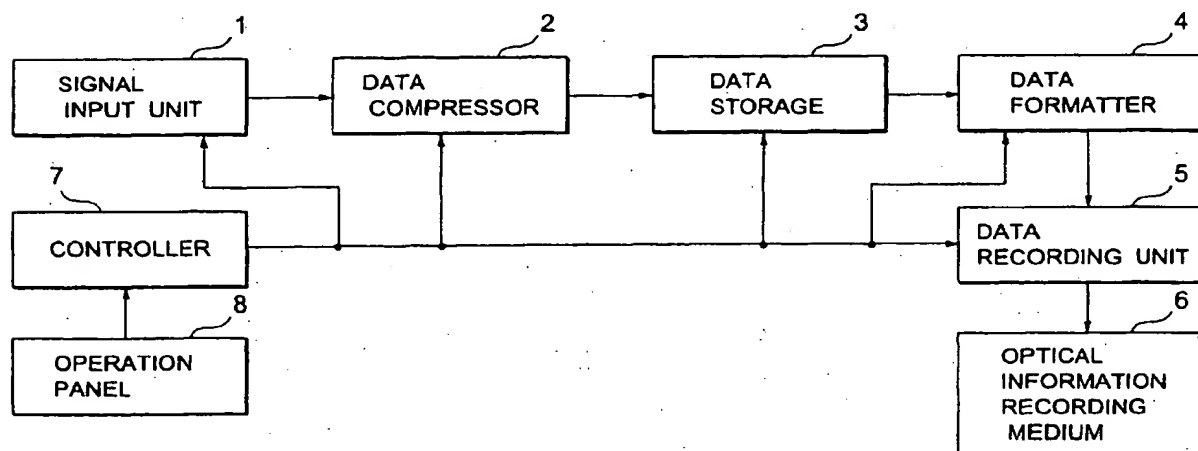 1
SIGNAL
INPUT UNIT
2
DATA
COMPRESSOR
3
DATA
STORAGE
4
DATA
FORMATTER
7
CONTROLLER
5
DATA
RECORDING UNIT
8
OPERATION
PANEL
6
OPTICAL
INFORMATION
RECORDING
MEDIUM